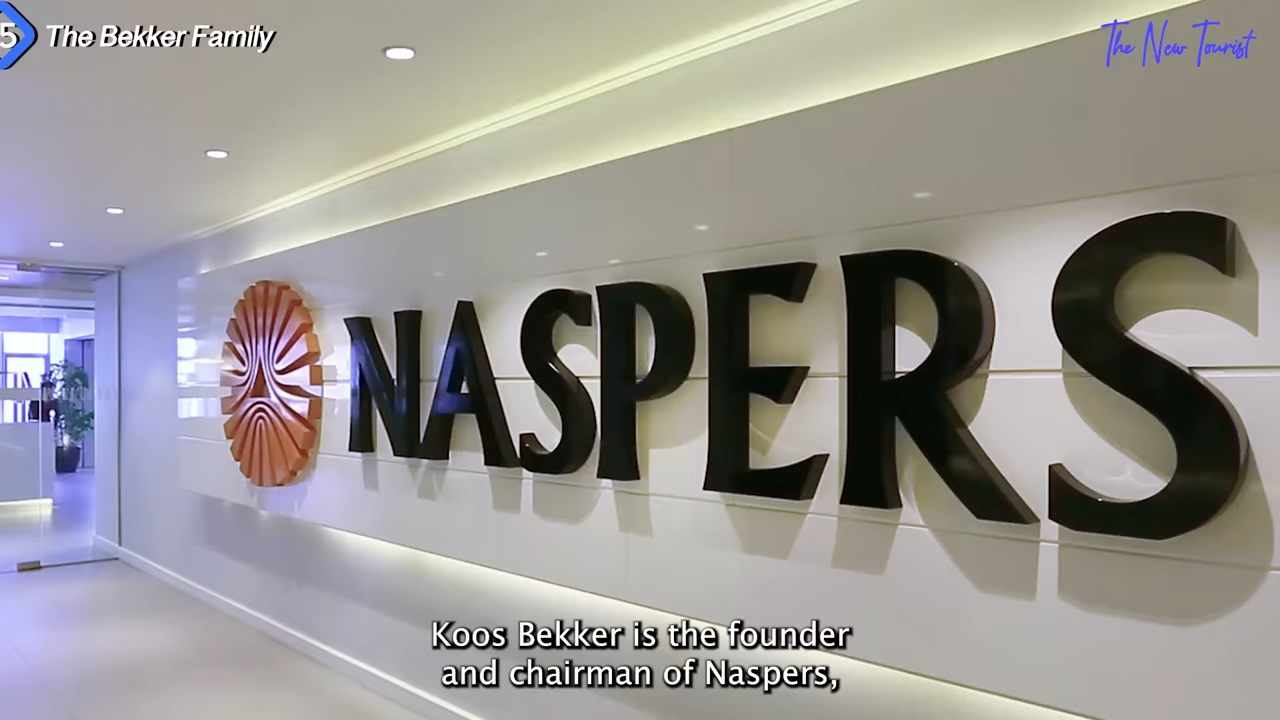 5 The Bekker Family
The New Tourist
NASPERS
Koos Bekker is the founder
and chairman of Naspers,